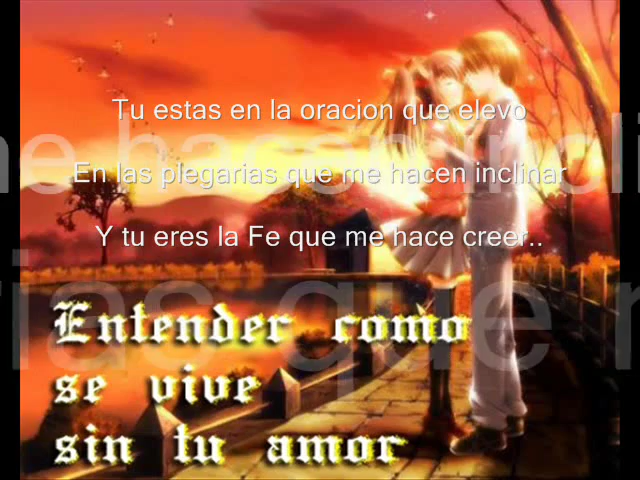 Tu estas en la oracion que elevo
En las plegarias que me hacen inclinar
Y tu eres la Fe que me hace creer..
Entender como
se vive
sin tu amor